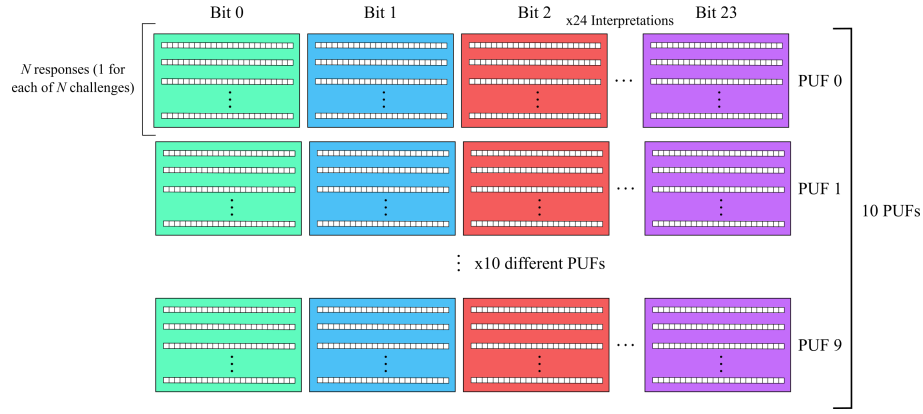 Bit 0
Bit 1
Bit 2
x24 Interpretations
Bit 23
N responses (1 for
each of N challenges)
PUF 0
PUF 1
10 PUFs
x10 different PUFs
PUF 9